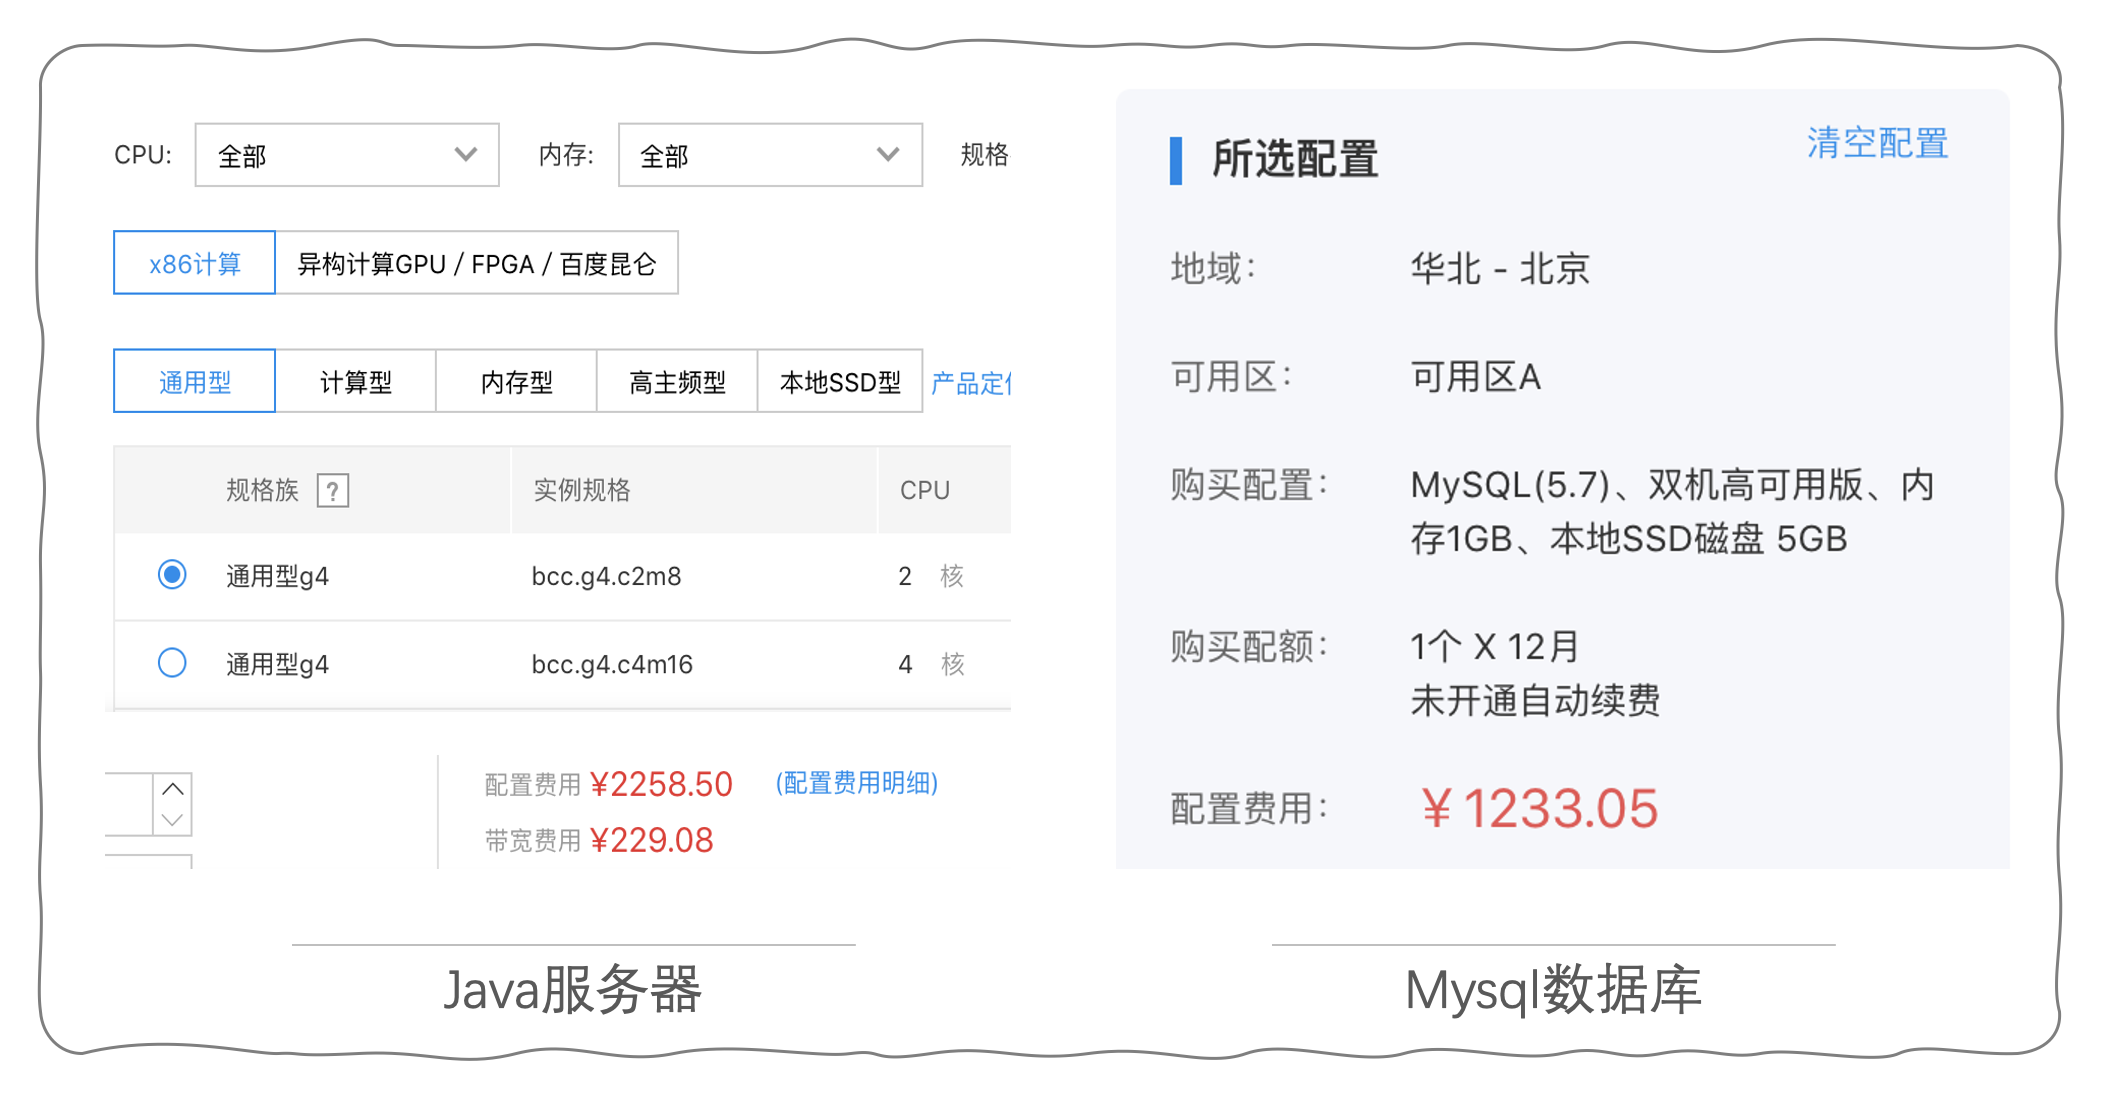 CPU: 全部 内存: 全部 规格
x86计算 异构计算GPU / FPGA / 百度昆仑
通用型 计算型 内存型 高主频型 本地SSD型 产品定
规格族 ? 实例规格 CPU
通用型g4 bcc.g4.c2m8 2 核
通用型g4 bcc.g4.c4m16 4 核
配置费用 ¥2258.50 (配置费用明细)
带宽费用 ¥229.08
Java服务器
所选配置 清空配置
地域: 华北 - 北京
可用区: 可用区A
购买配置: MySQL(5.7)、双机高可用版、内
存1GB、本地SSD磁盘 5GB
购买配额: 1个 X 12月
未开通自动续费
配置费用: ¥1233.05
Mysql数据库